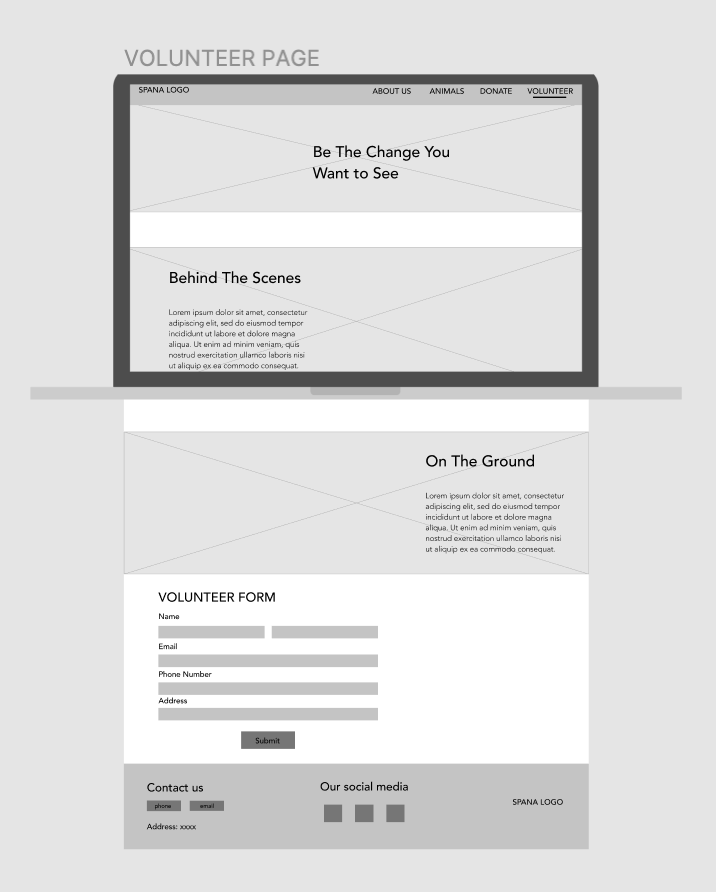 VOLUNTEER PAGE
SPANA LOGO
ABOUT US ANIMALS DONATE VOLUNTEER
Be The Change You
Want to See
Behind The Scenes
Lorem ipsum dolor sit amet, consectetur
adipiscing elit, sed do eiusmod tempor
incididunt ut labore et dolore magna
aliqua. Ut enim ad minim veniam, quis
nostrud exercitation ullamco laboris nisi
ut aliquip ex ea commodo consequat.
On The Ground
Lorem ipsum dolor sit amet, consectetur
adipiscing elit, sed do eiusmod tempor
incididunt ut labore et dolore magna
aliqua. Ut enim ad minim veniam, quis
nostrud exercitation ullamco laboris nisi
ut aliquip ex ea commodo consequat.
VOLUNTEER FORM
Name
Email
Phone Number
Address
Submit
Contact us
phone email
Address: xxxx
Our social media
SPANA LOGO